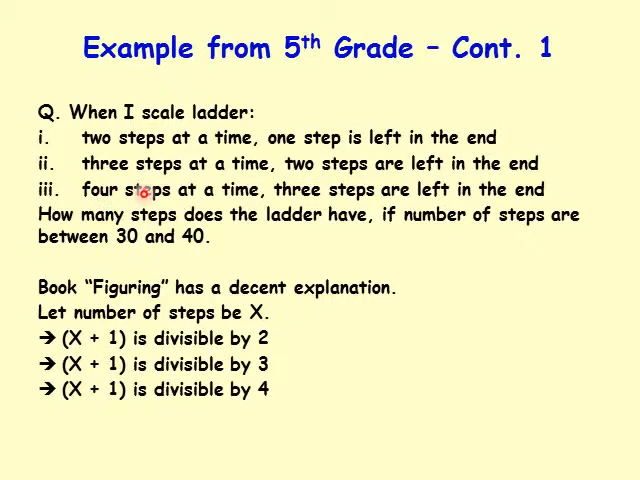 Example from 5th Grade – Cont. 1
Q. When I scale ladder:
i. two steps at a time, one step is left in the end
ii. three steps at a time, two steps are left in the end
iii. four steps at a time, three steps are left in the end
How many steps does the ladder have, if number of steps are
between 30 and 40.
Book “Figuring” has a decent explanation.
Let number of steps be X.
→ (X + 1) is divisible by 2
→ (X + 1) is divisible by 3
→ (X + 1) is divisible by 4